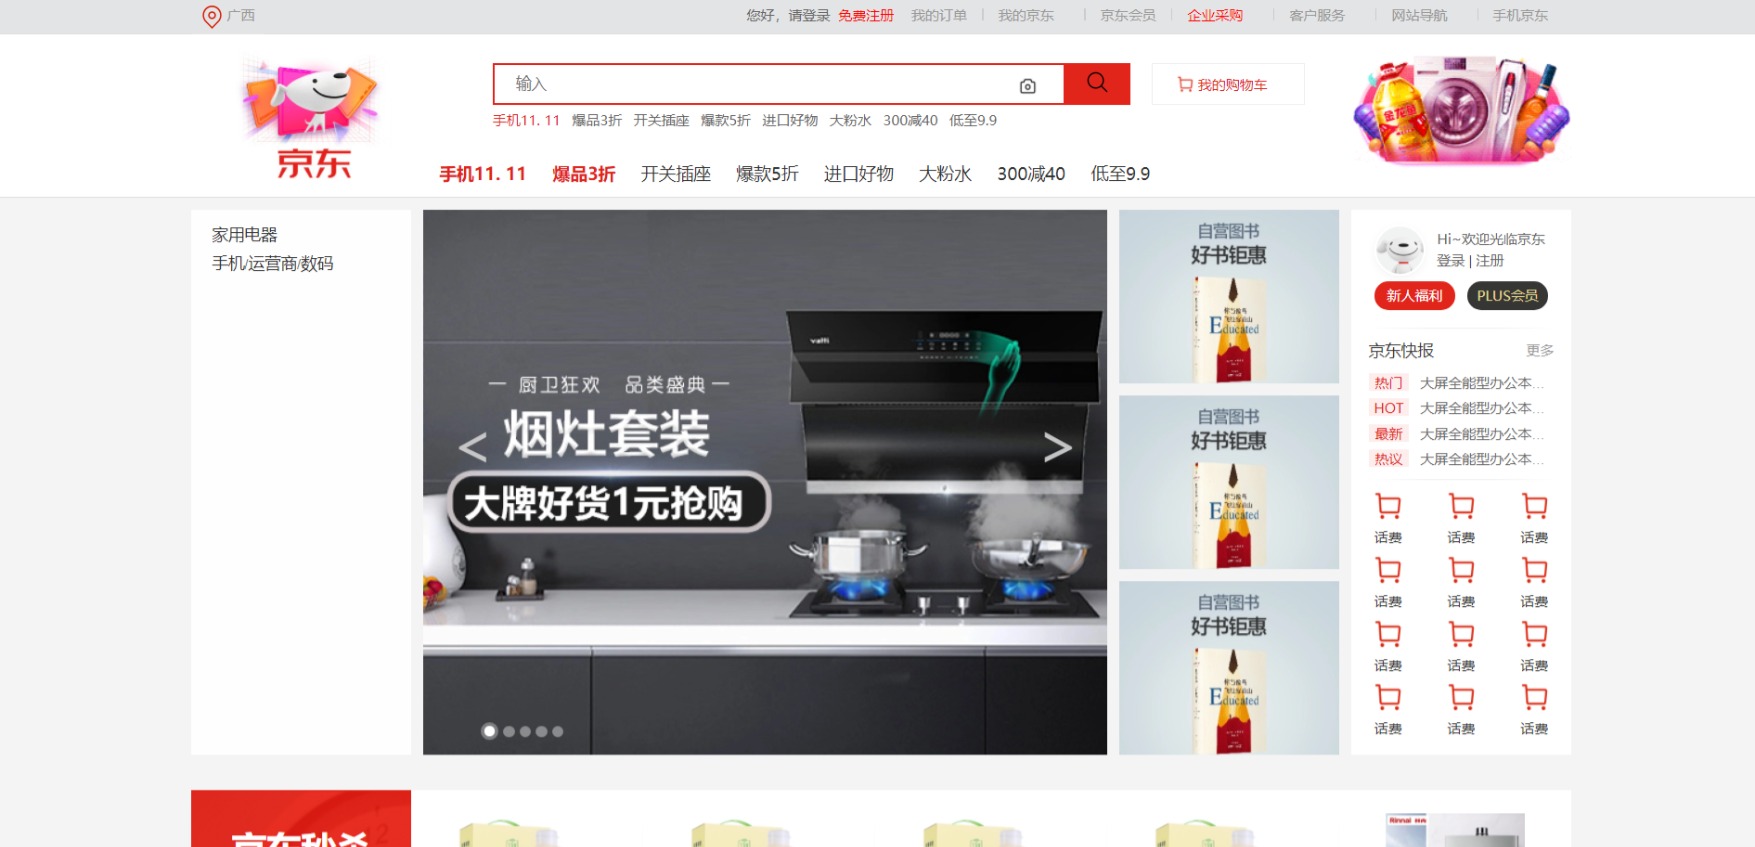 广西
您好，请登录 免费注册 我的订单 我的京东 京东会员 企业采购 客户服务 网站导航 手机京东
京东
输入
我的购物车
手机11. 11 爆品3折 开关插座 爆款5折 进口好物 大粉水 300减40 低至9.9
手机11. 11 爆品3折 开关插座 爆款5折 进口好物 大粉水 300减40 低至9.9
金龙鱼
家用电器
手机/运营商/数码
vatti
一 厨卫狂欢 品类盛典 一
烟灶套装
< >
大牌好货1元抢购
自营图书
好书钜惠
Educated
自营图书
好书钜惠
Educated
自营图书
好书钜惠
Educated
Hi~欢迎光临京东
登录 | 注册
新人福利 PLUS会员
京东快报 更多
热门 大屏全能型办公本...
HOT 大屏全能型办公本...
最新 大屏全能型办公本...
热议 大屏全能型办公本...
话费 话费 话费
话费 话费 话费
话费 话费 话费
话费 话费 话费
京东秒杀
12
Rinnai